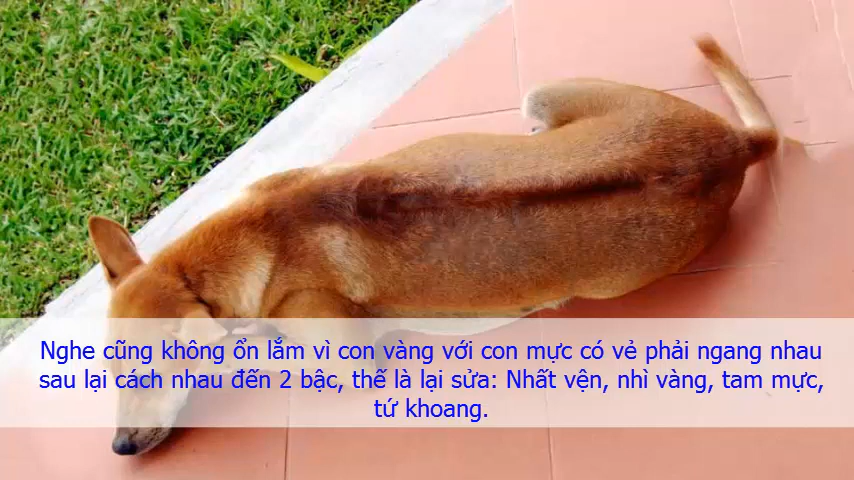 Nghe cũng không ổn lắm vì con vàng với con mực có vẻ phải ngang nhau
sau lại cách nhau đến 2 bậc, thế là lại sửa: Nhất vện, nhì vàng, tam mực,
tứ khoang.